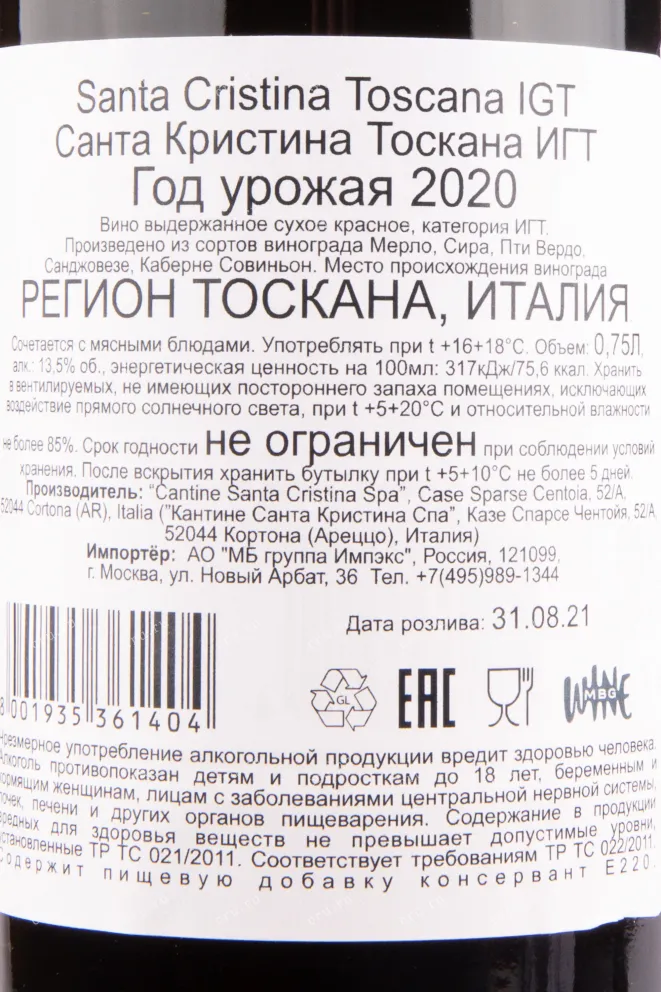 Santa Cristina Toscana IGT
Санта Кристина Тоскана ИГТ
Год урожая 2020
Вино выдержанное сухое красное, категория ИГТ.
Произведено из сортов винограда Мерло, Сира, Пти Вердо,
Санджовезе, Каберне Совиньон. Место происхождения винограда
РЕГИОН ТОСКАНА, ИТАЛИЯ
Сочетается с мясными блюдами. Употреблять при t +16+18°C. Объем: 0,75Л,
алк.: 13,5% об., энергетическая ценность на 100мл: 317кДж/75,6 ккал. Хранить
в вентилируемых, не имеющих постороннего запаха помещениях, исключающих
воздействие прямого солнечного света, при t +5+20°C и относительной влажности
не более 85%. Срок годности не ограничен при соблюдении условий
хранения. После вскрытия хранить бутылку при t +5+10°C не более 5 дней.
Производитель: "Cantine Santa Cristina Spa", Case Sparse Centoia, 52/A,
52044 Cortona (AR), Italia ("Кантине Санта Кристина Спа", Казе Спарсе Чентойя, 52/A,
52044 Кортона (Ареццо), Италия)
Импортёр: АО "МБ группа Импэкс", Россия, 121099,
г. Москва, ул. Новый Арбат, 36 Тел. +7(495)989-1344
Дата розлива: 31.08.21
8 001935 361404
GL
EAC
WINE
MBG
Чрезмерное употребление алкогольной продукции вредит здоровью человека.
Алкоголь противопоказан детям и подросткам до 18 лет, беременным и
кормящим женщинам, лицам с заболеваниями центральной нервной системы,
почек, печени и других органов пищеварения. Содержание в продукции
вредных для здоровья веществ не превышает допустимые уровни,
установленные ТР ТС 021/2011. Соответствует требованиям ТР ТС 022/2011.
Содержит пищевую добавку консервант Е220.